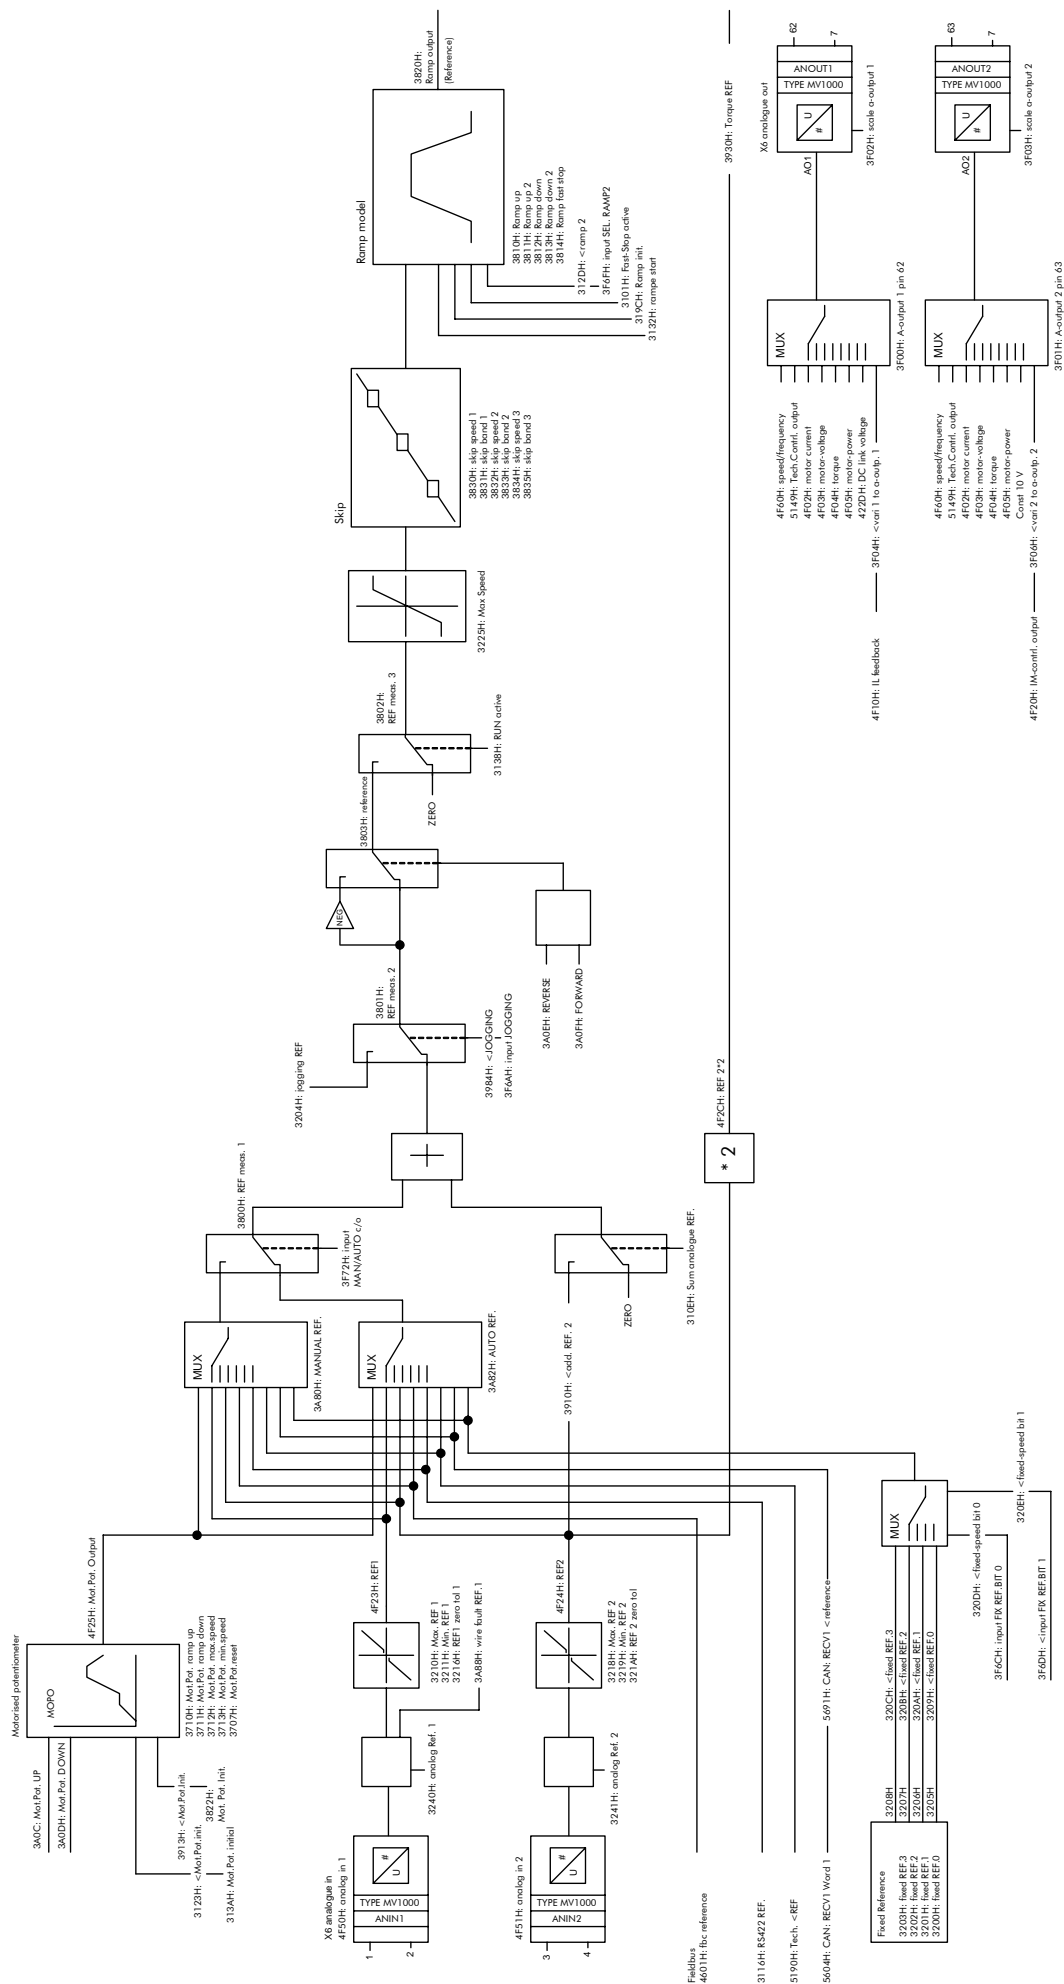 Motorised potentiometer
MOPO
3A0C: Mot.Pot. UP
3A0DH: Mot.Pot. DOWN
3913H: <Mot.Pot.Init.
3123H: <Mot.Pot.init.
3822H:
Mot. Pot. Init.
313AH: Mot.Pot. initial
3710H: Mot.Pot. ramp up
3711H: Mot.Pot. ramp down
3712H: Mot.Pot. max.speed
3713H: Mot.Pot. min.speed
3707H: Mot.Pot.reset
4F25H: Mot.Pot. Output
X6 analogue in
4F50H: analog in 1
1
2
ANIN1
TYPE MV1000
U
#
3240H: analog Ref. 1
3A88H: wire fault REF.1
3210H: Max. REF 1
3211H: Min. REF 1
3216H: REF1 zero tol 1
4F23H: REF1
4F51H: analog in 2
3
4
ANIN2
TYPE MV1000
U
#
3241H: analog Ref. 2
3218H: Max. REF 2
3219H: Min. REF 2
321AH: REF 2 zero tol
4F24H: REF2
Fieldbus
4601H: fbc reference
3116H: RS422 REF.
5190H: Tech. <REF
5604H: CAN: RECV1 Word 1
5691H: CAN: RECV1 <reference
Fixed Reference
3203H: fixed REF.3
3202H: fixed REF.2
3201H: fixed REF.1
3200H: fixed REF.0
3208H
3207H
3206H
3205H
320CH: <fixed REF.3
320BH: <fixed REF.2
320AH: <fixed REF.1
3209H: <fixed REF.0
MUX
320DH: <fixed-speed bit 0
320EH: <fixed-speed bit 1
3F6CH: input FIX REF.BIT 0
3F6DH: <input FIX REF.BIT 1
MUX
3A80H: MANUAL REF.
MUX
3A82H: AUTO REF.
3910H: <add. REF. 2
ZERO
310EH: Sum analogue REF.
3800H: REF meas. 1
3F72H: input
MAN/AUTO c/o
* 2
4F2CH: REF 2*2
3930H: Torque REF
3204H: jogging REF
3984H: <JOGGING
3F6AH: input JOGGING
3801H:
REF meas. 2
NEG
3A0EH: REVERSE
3A0FH: FORWARD
3803H: reference
ZERO
3138H: RUN active
3802H:
REF meas. 3
3225H: Max Speed
Skip
3830H: skip speed 1
3831H: skip band 1
3832H: skip speed 2
3833H: skip band 2
3834H: skip speed 3
3835H: skip band 3
Ramp model
3810H: Ramp up
3811H: Ramp up 2
3812H: Ramp down
3813H: Ramp down 2
3814H: Ramp fast stop
312DH: <ramp 2
3F6FH: input SEL. RAMP2
3101H: Fast-Stop active
319CH: Ramp init.
3132H: rampe start
3820H:
Ramp output
(Reference)
4F60H: speed/frequency
5149H: Tech.Contrl. output
4F02H: motor current
4F03H: motor-voltage
4F04H: torque
4F05H: motor-power
422DH: DC link voltage
4F10H: IL feedback
3F04H: <vari 1 to a-outp. 1
MUX
3F00H: A-output 1 pin 62
AO1
X6 analogue out
U
#
TYPE MV1000
ANOUT1
62
7
3F02H: scale a-output 1
4F60H: speed/frequency
5149H: Tech.Contrl. output
4F02H: motor current
4F03H: motor-voltage
4F04H: torque
4F05H: motor-power
Const 10 V
4F20H: IM-contrl. output
3F06H: <vari 2 to a-outp. 2
MUX
3F01H: A-output 2 pin 63
AO2
U
#
TYPE MV1000
ANOUT2
63
7
3F03H: scale a-output 2